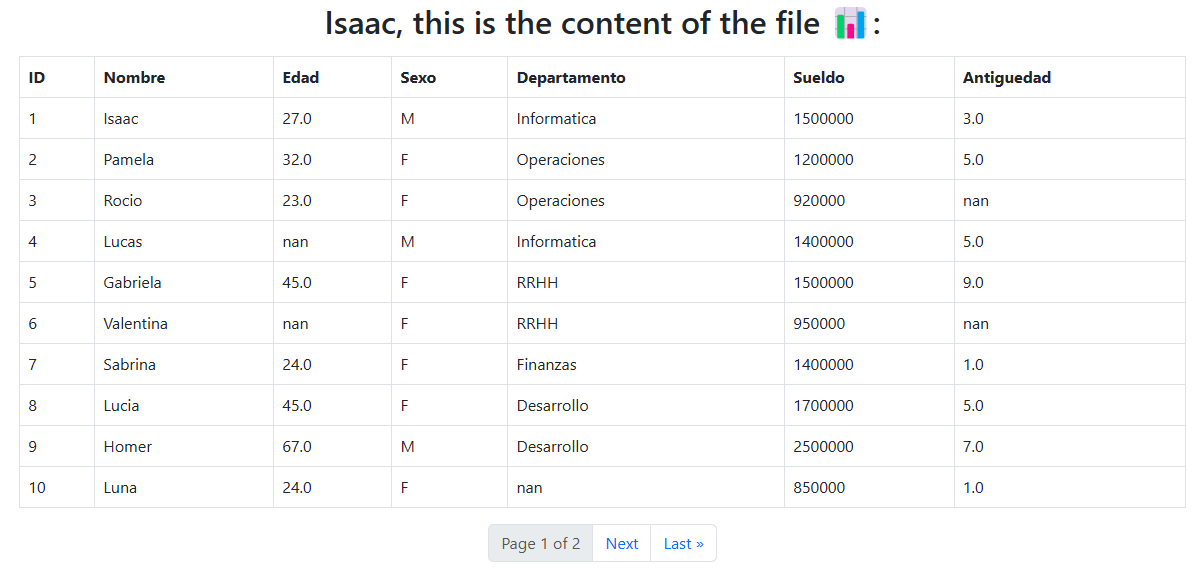 Isaac, this is the content of the file 📊:
ID Nombre Edad Sexo Departamento Sueldo Antiguedad
1 Isaac 27.0 M Informatica 1500000 3.0
2 Pamela 32.0 F Operaciones 1200000 5.0
3 Rocio 23.0 F Operaciones 920000 nan
4 Lucas nan M Informatica 1400000 5.0
5 Gabriela 45.0 F RRHH 1500000 9.0
6 Valentina nan F RRHH 950000 nan
7 Sabrina 24.0 F Finanzas 1400000 1.0
8 Lucia 45.0 F Desarrollo 1700000 5.0
9 Homer 67.0 M Desarrollo 2500000 7.0
10 Luna 24.0 F nan 850000 1.0
Page 1 of 2 Next Last »